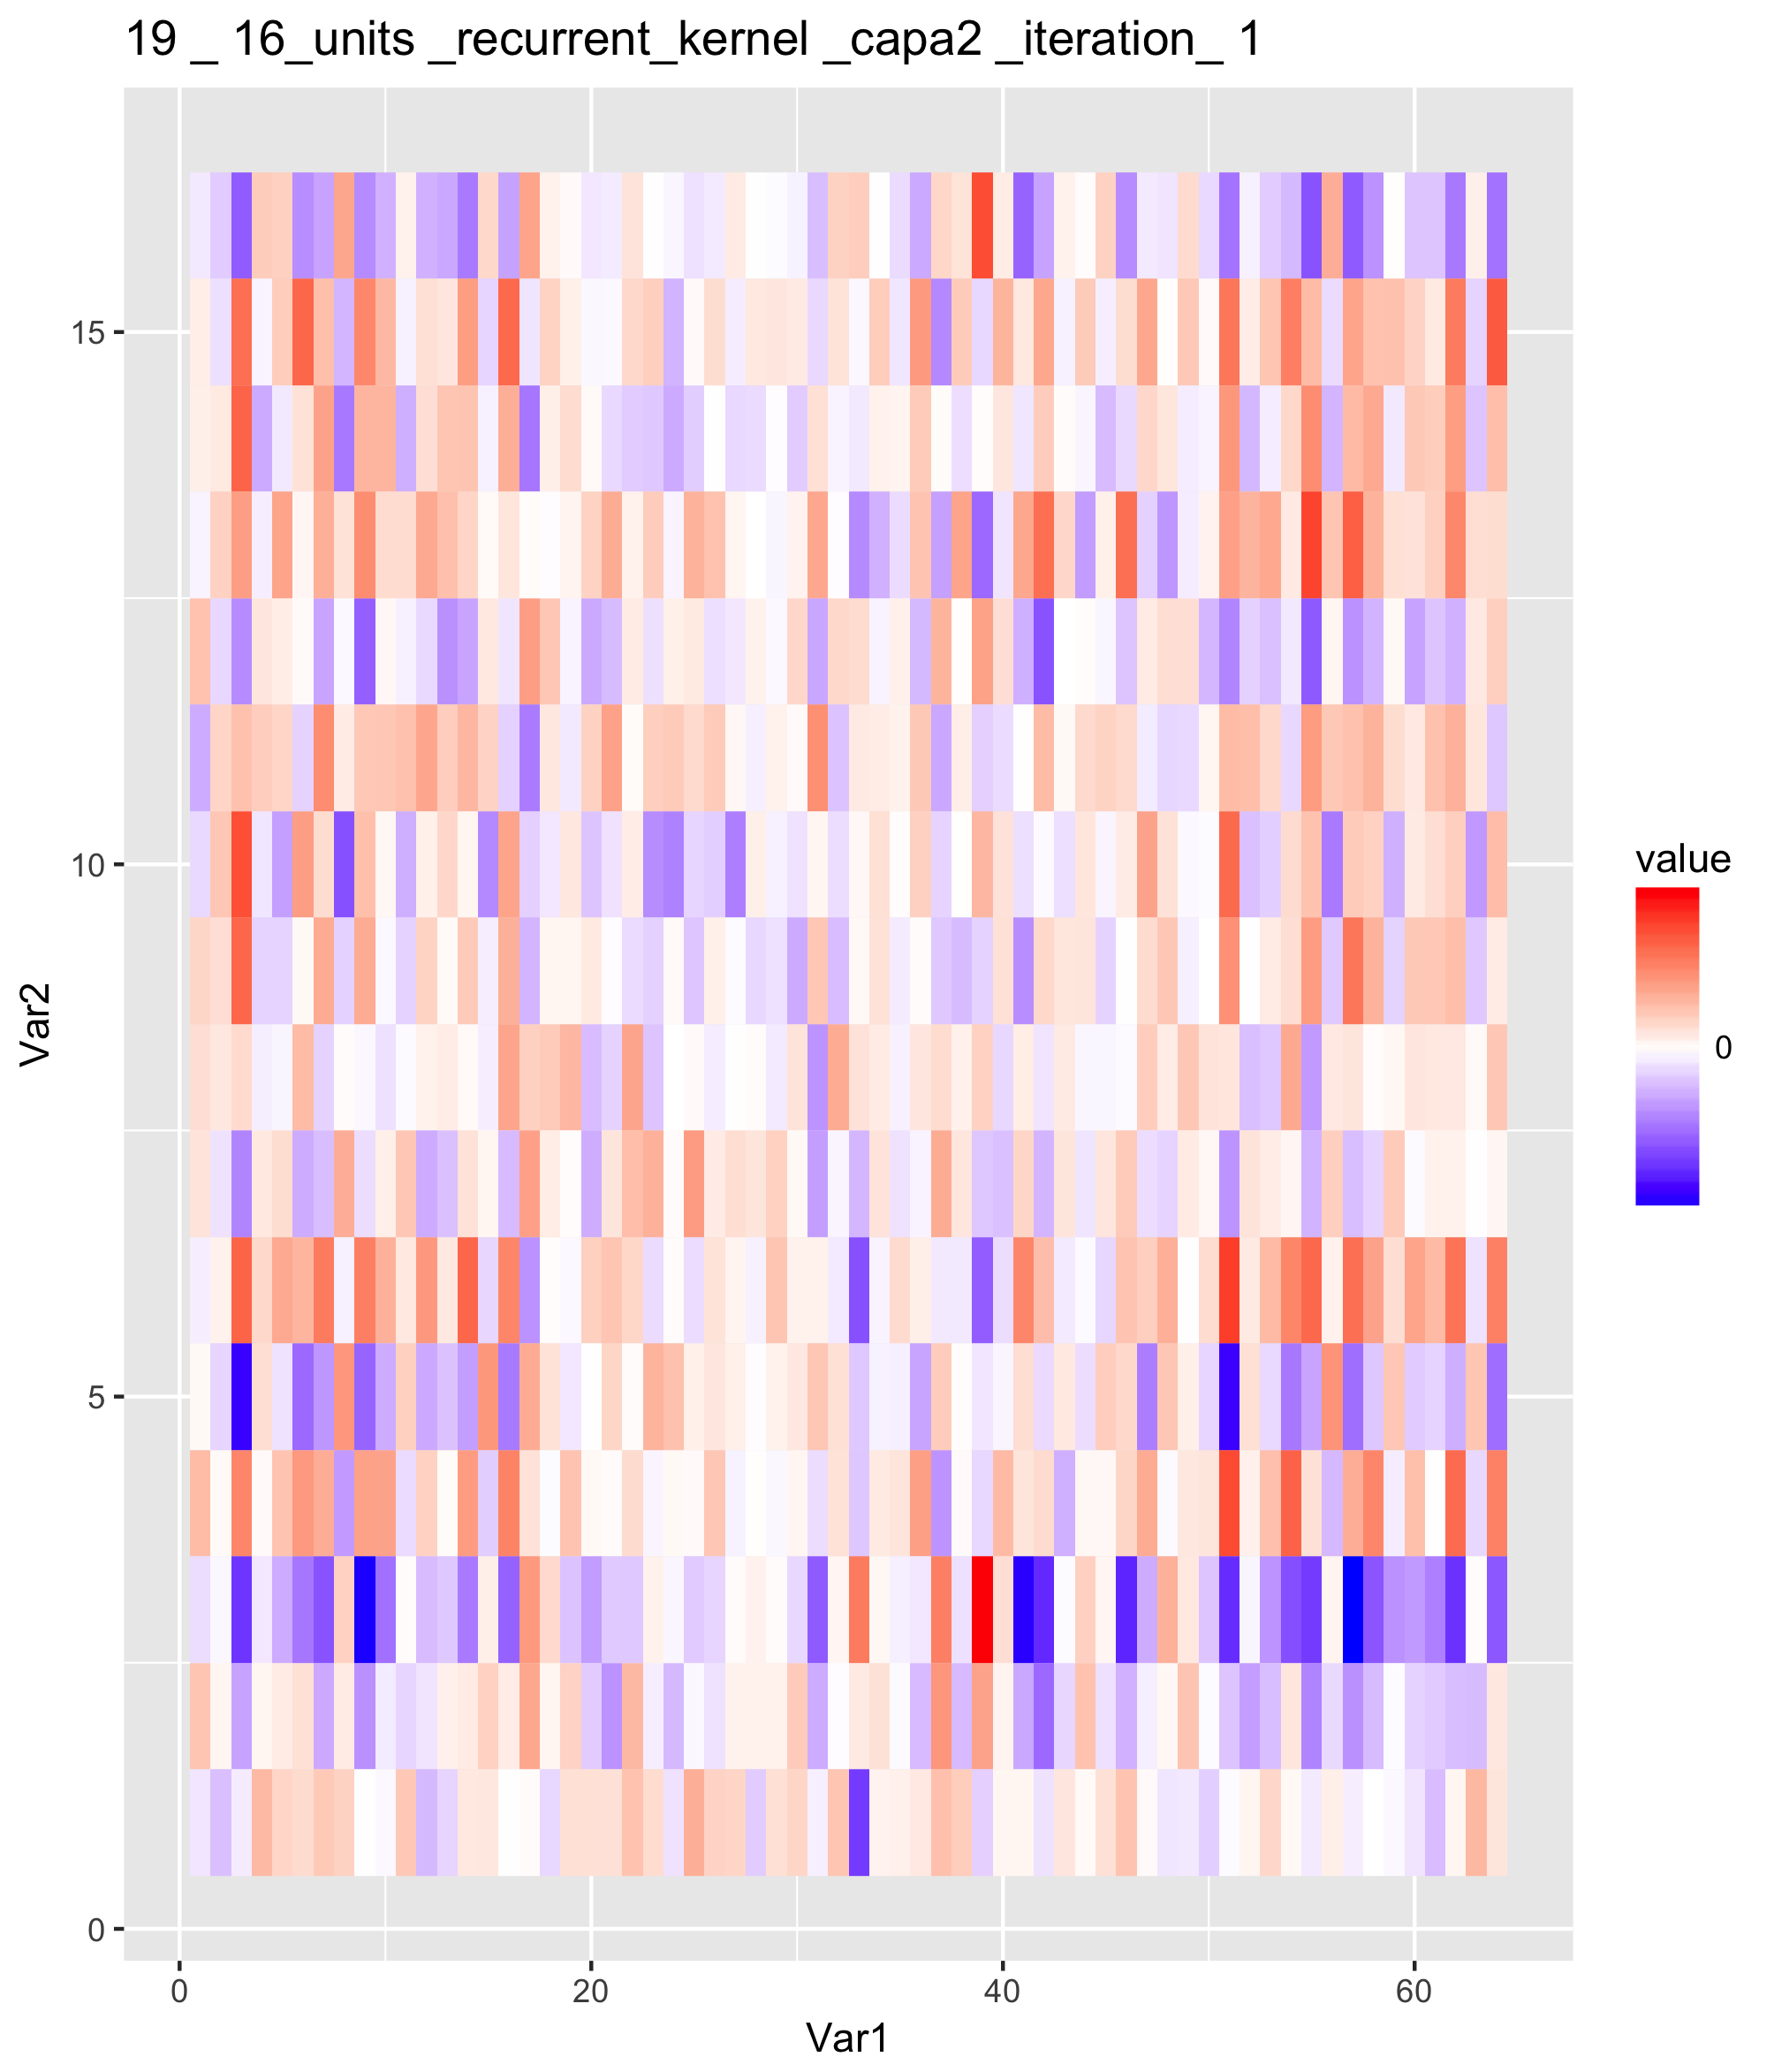 19 _ 16_units _recurrent_kernel _capa2 _iteration_ 1
15
10
5
0
Var2
0
20
40
60
Var1
value
0